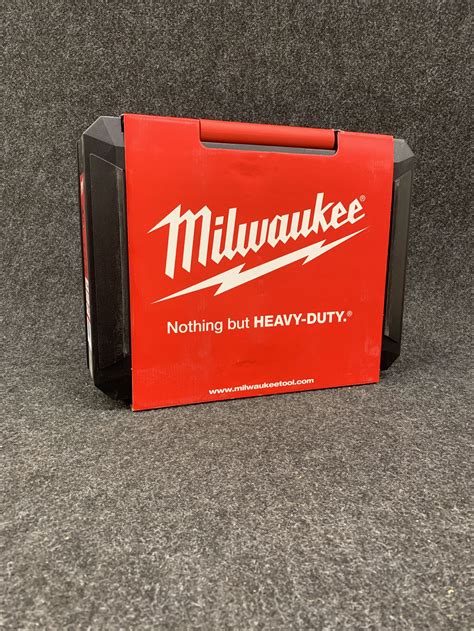 Milwaukee®
Nothing but HEAVY-DUTY.®
www.milwaukeetool.com